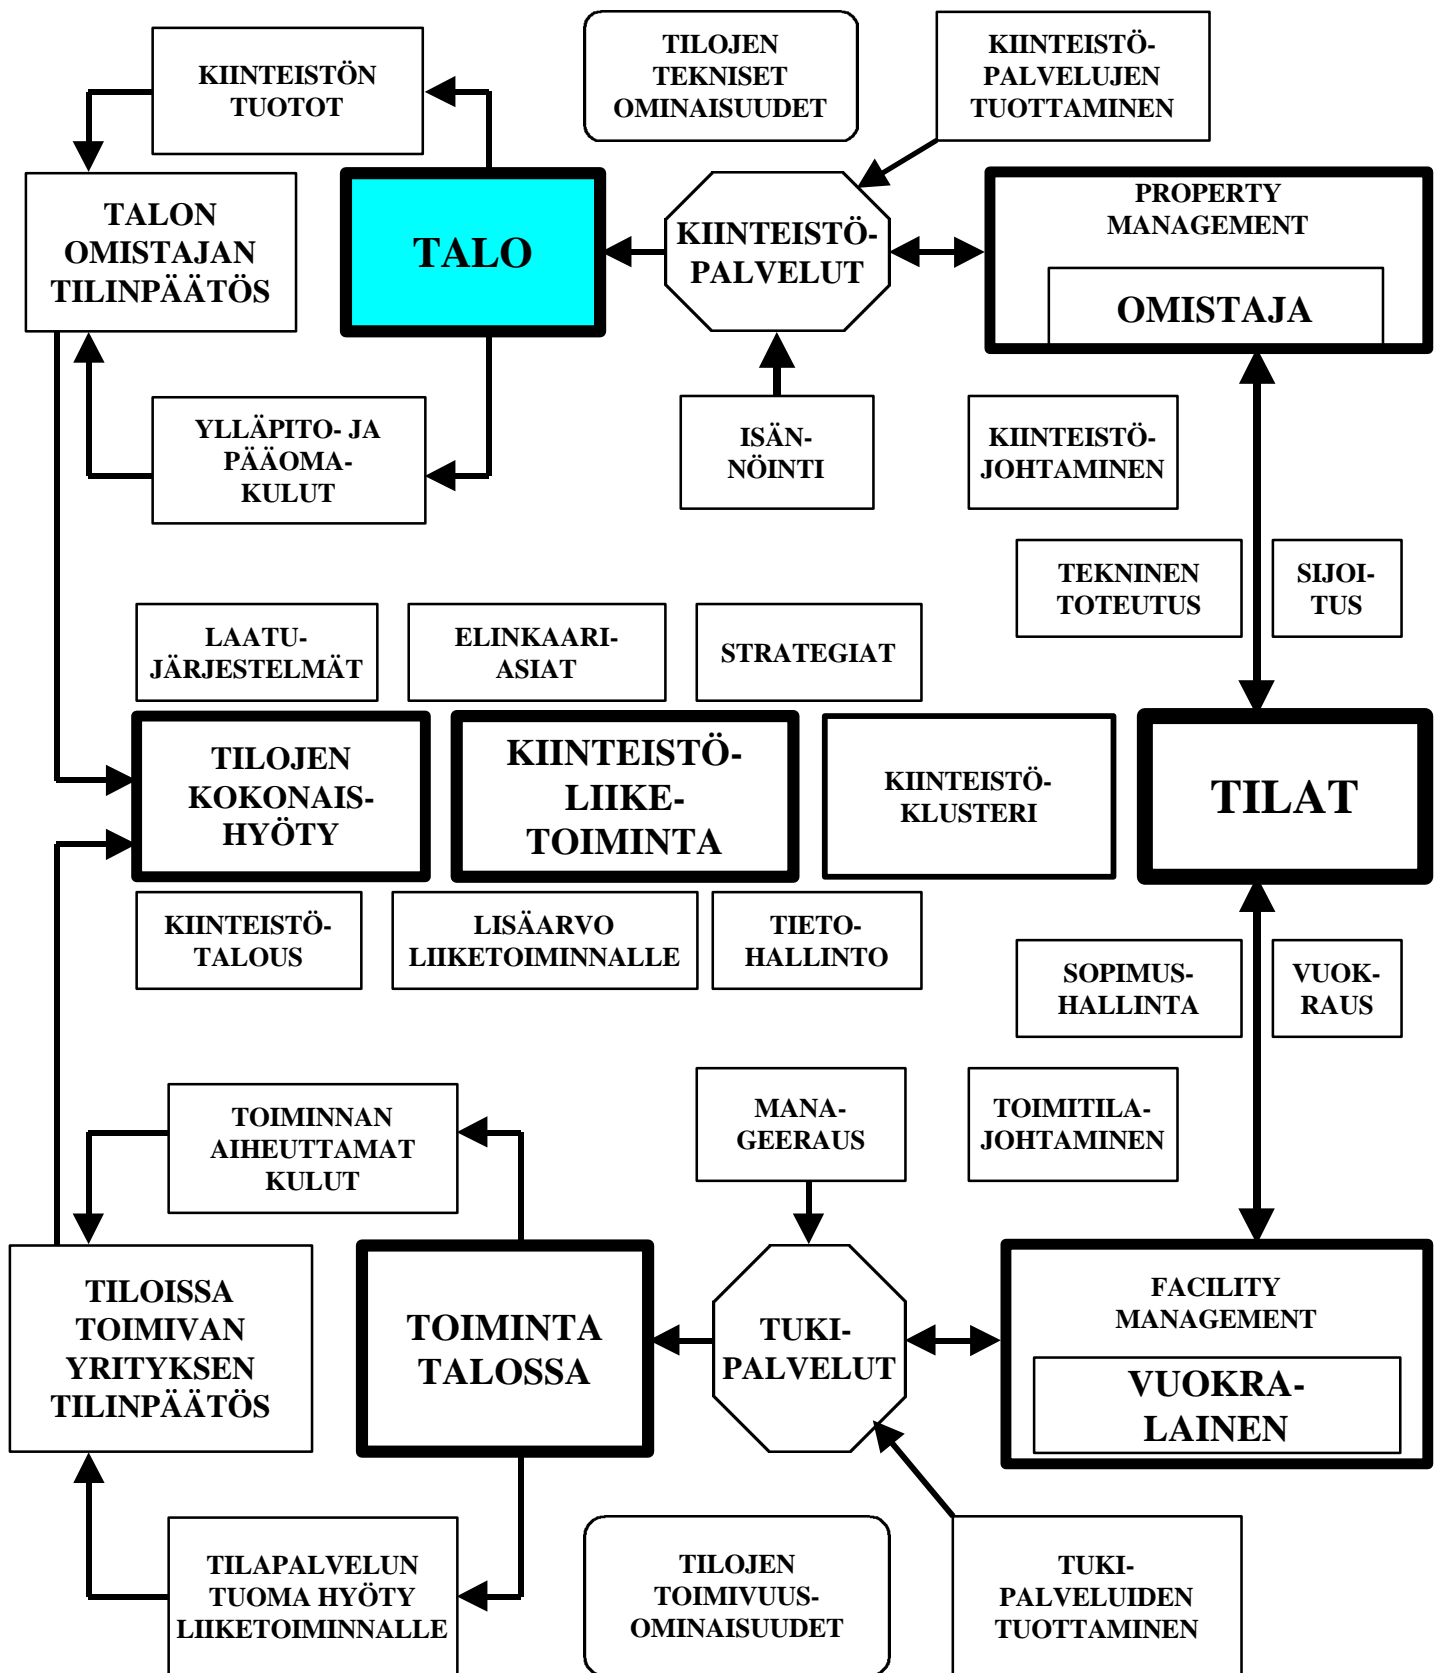 KIINTEISTÖN
TUOTOT
TILOJEN
TEKNISET
OMINAISUUDET
KIINTEISTÖ-
PALVELUJEN
TUOTTAMINEN
TALON
OMISTAJAN
TILINPÄÄTÖS
TALO
KIINTEISTÖ-
PALVELUT
PROPERTY
MANAGEMENT
OMISTAJA
YLLÄPITO- JA
PÄÄOMA-
KULUT
ISÄN-
NÖINTI
KIINTEISTÖ-
JOHTAMINEN
TEKNINEN
TOTEUTUS
SIJOI-
TUS
LAATU-
JÄRJESTELMÄT
ELINKAARI-
ASIAT
STRATEGIAT
TILOJEN
KOKONAIS-
HYÖTY
KIINTEISTÖ-
LIIKE-
TOIMINTA
KIINTEISTÖ-
KLUSTERI
TILAT
KIINTEISTÖ-
TALOUS
LISÄARVO
LIIKETOIMINNALLE
TIETO-
HALLINTO
SOPIMUS-
HALLINTA
VUOK-
RAUS
TOIMINNAN
AIHEUTTAMAT
KULUT
MANA-
GEERAUS
TOIMITILA-
JOHTAMINEN
TILOISSA
TOIMIVAN
YRITYKSEN
TILINPÄÄTÖS
TOIMINTA
TALOSSA
TUKI-
PALVELUT
FACILITY
MANAGEMENT
VUOKRA-
LAINEN
TILAPALVELUN
TUOMA HYÖTY
LIIKETOIMINNALLE
TILOJEN
TOIMIVUUS-
OMINAISUUDET
TUKI-
PALVELUIDEN
TUOTTAMINEN